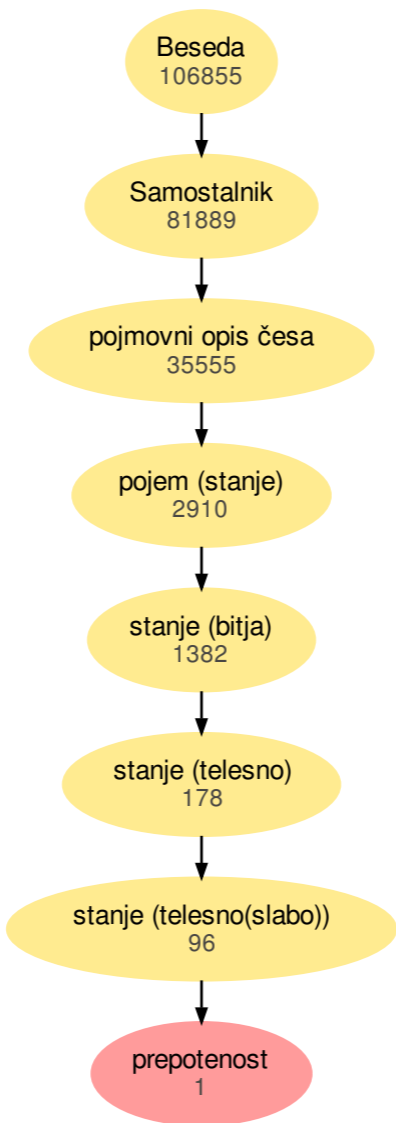 Beseda
106855
Samostalnik
81889
pojmovni opis česa
35555
pojem (stanje)
2910
stanje (bitja)
1382
stanje (telesno)
178
stanje (telesno(slabo))
96
prepotenost
1